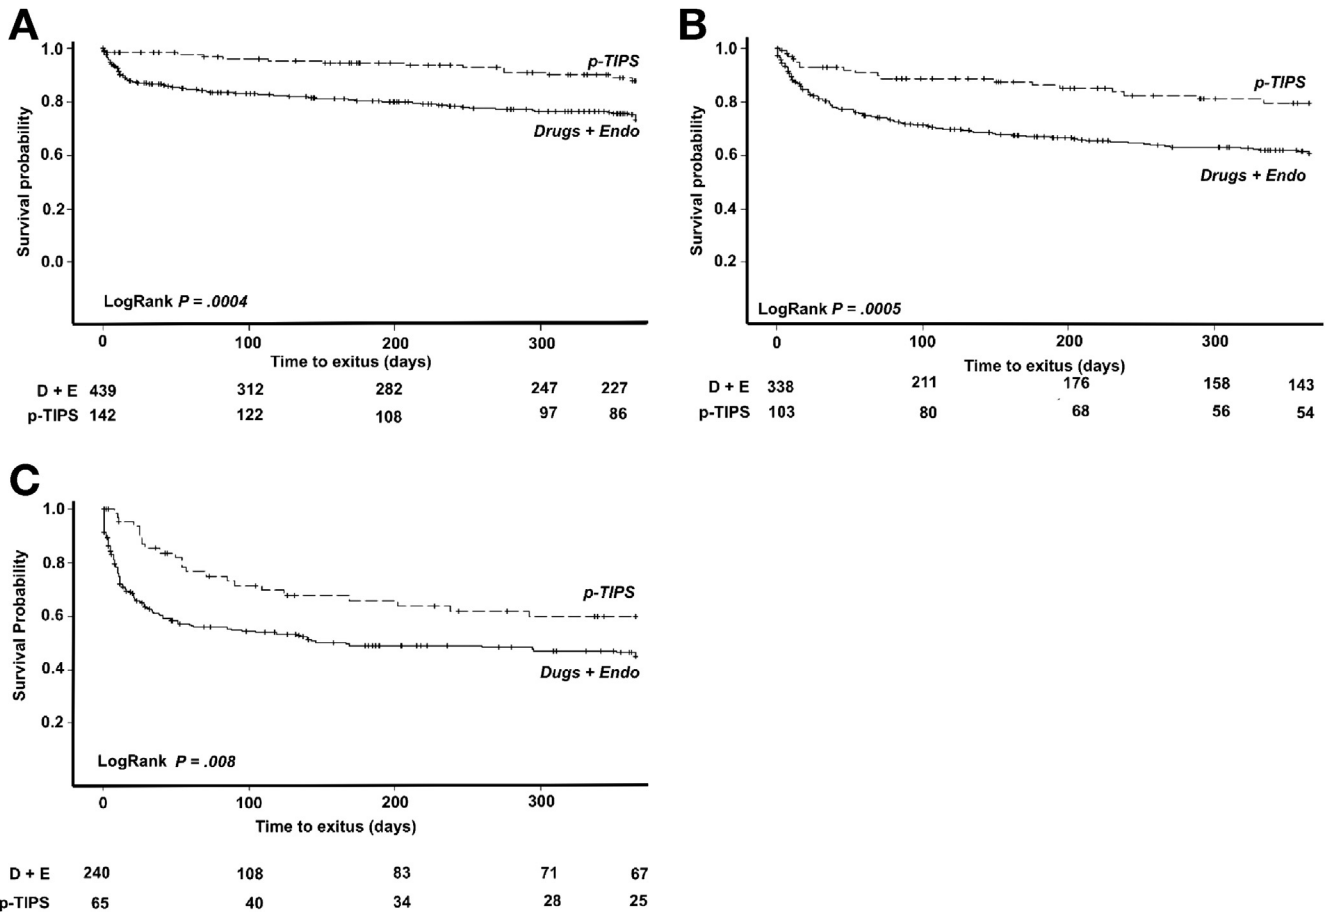 A
Survival probability
1.0
0.8
0.6
0.4
0.0
p-TIPS
Drugs + Endo
LogRank P = .0004
0 100 200 300
Time to exitus (days)
D + E 439 312 282 247 227
p-TIPS 142 122 108 97 86
B
Survival probability
1.0
0.8
0.6
0.4
0.2
p-TIPS
Drugs + Endo
LogRank P = .0005
0 100 200 300
Time to exitus (days)
D + E 338 211 176 158 143
p-TIPS 103 80 68 56 54
C
Survival Probability
1.0
0.8
0.6
0.4
0.2
p-TIPS
Dugs + Endo
LogRank P = .008
0 100 200 300
Time to exitus (days)
D + E 240 108 83 71 67
p-TIPS 65 40 34 28 25